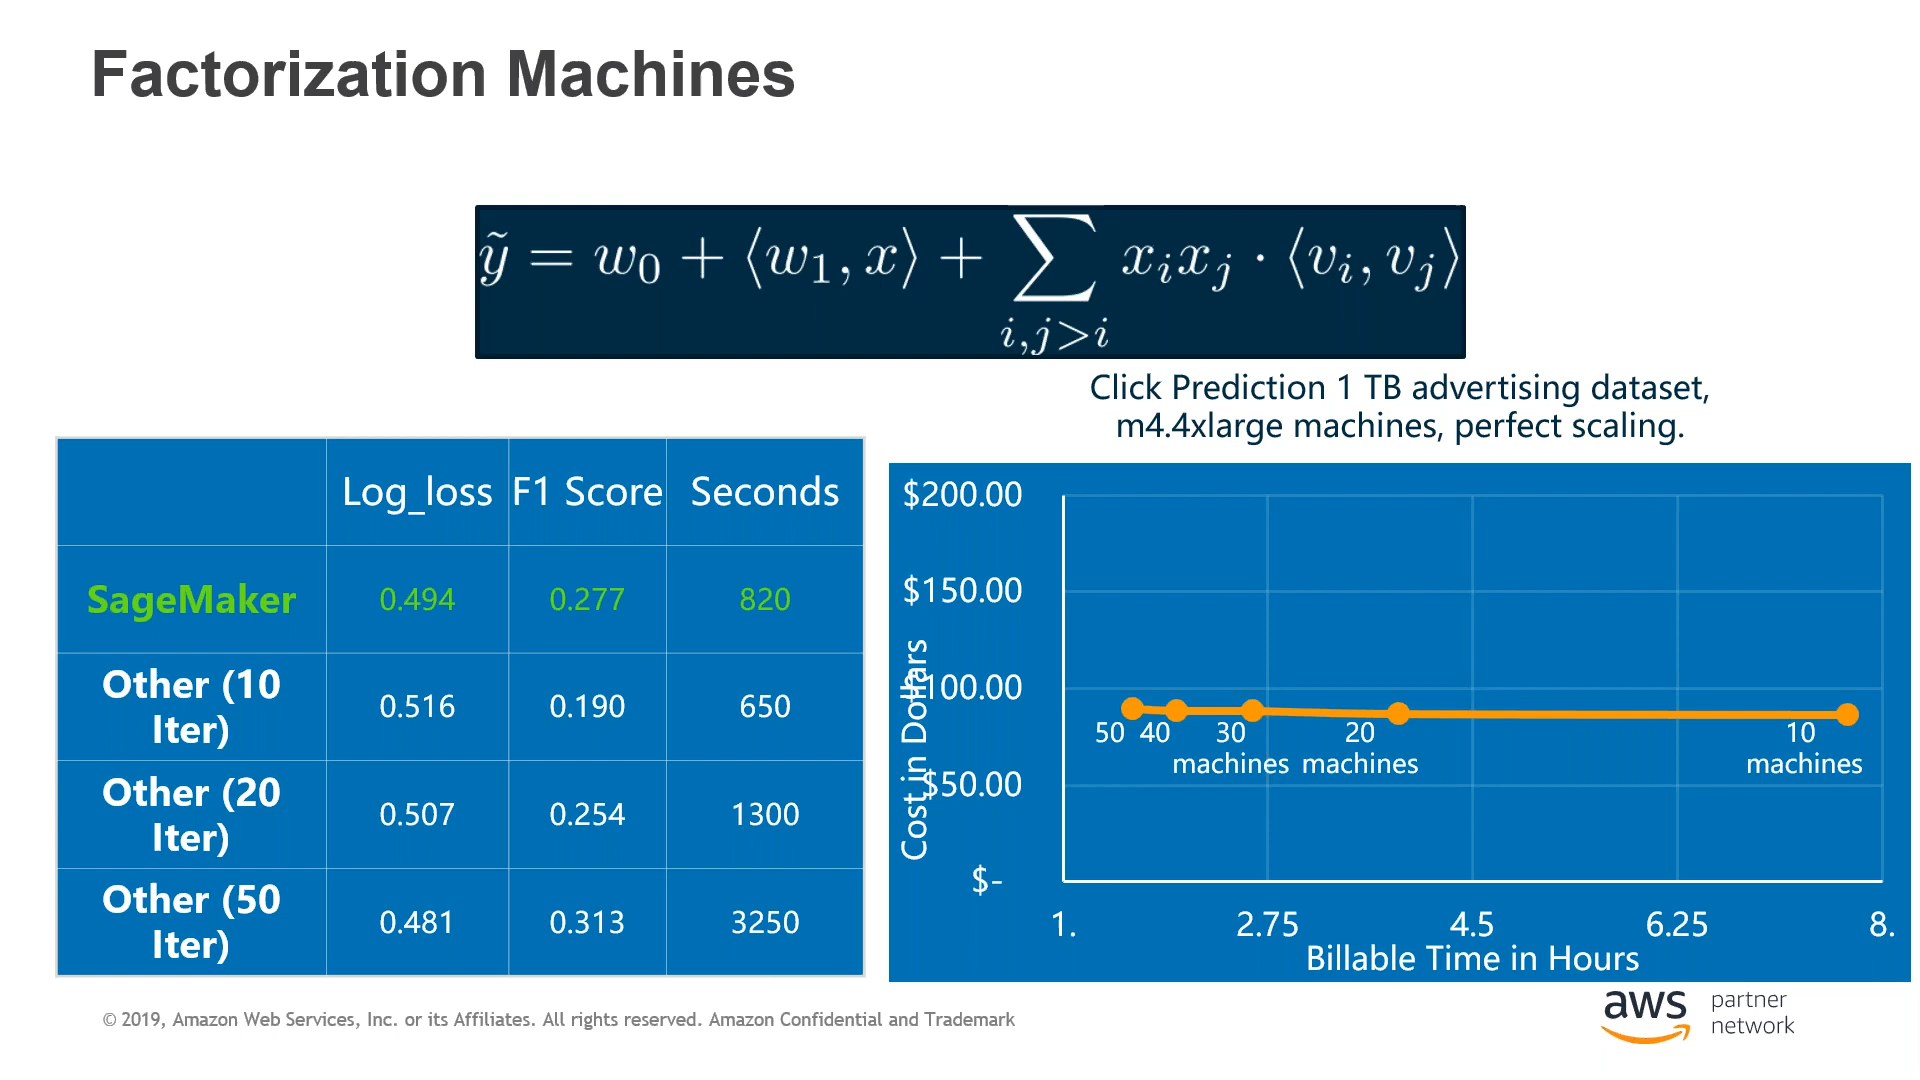 Factorization Machines
ỹ = w₀ + ⟨w₁, x⟩ + ∑ xᵢxⱼ · ⟨vᵢ, vⱼ⟩
i,j>i
Click Prediction 1 TB advertising dataset,
m4.4xlarge machines, perfect scaling.
Log_loss F1 Score Seconds
SageMaker 0.494 0.277 820
Other (10
Iter) 0.516 0.190 650
Other (20
Iter) 0.507 0.254 1300
Other (50
Iter) 0.481 0.313 3250
$200.00
$150.00
$100.00
$50.00
$-
Cost in Dollars
50 40 30 20 10
machines machines machines
1. 2.75 4.5 6.25 8.
Billable Time in Hours
© 2019, Amazon Web Services, Inc. or its Affiliates. All rights reserved. Amazon Confidential and Trademark
aws partner
network